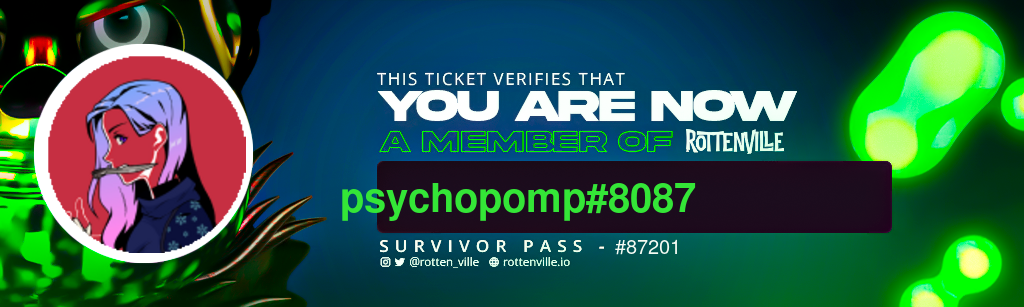 THIS TICKET VERIFIES THAT
YOU ARE NOW
A MEMBER OF ROTTENVILLE
psychopomp#8087
SURVIVOR PASS - #87201
@rotten_ville rottenville.io